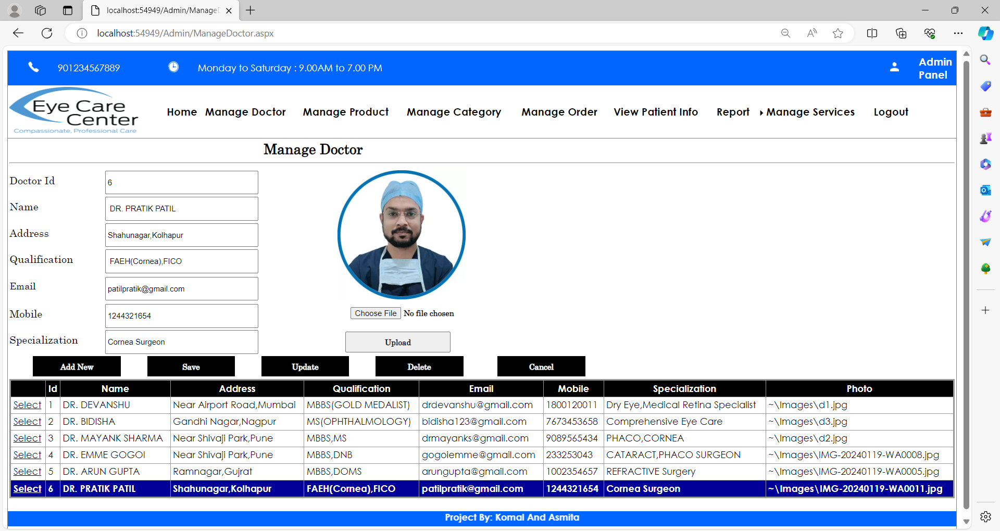 localhost:54949/Admin/Manage
localhost:54949/Admin/ManageDoctor.aspx
901234567889 Monday to Saturday : 9.00AM to 7.00 PM Admin Panel
Eye Care Center
Compassionate, Professional Care
Home Manage Doctor Manage Product Manage Category Manage Order View Patient Info Report Manage Services Logout
Manage Doctor
Doctor Id 6
Name DR. PRATIK PATIL
Address Shahunagar,Kolhapur
Qualification FAEH(Cornea),FICO
Email patilpratik@gmail.com
Mobile 1244321654
Specialization Cornea Surgeon
Choose File No file chosen
Upload
Add New Save Update Delete Cancel
Id Name Address Qualification Email Mobile Specialization Photo
Select 1 DR. DEVANSHU Near Airport Road,Mumbai MBBS(GOLD MEDALIST) drdevanshu@gmail.com 1800120011 Dry Eye,Medical Retina Specialist ~\Images\d1.jpg
Select 2 DR. BIDISHA Gandhi Nagar,Nagpur MS(OPHTHALMOLOGY) bidisha123@gmail.com 7673453658 Comprehensive Eye Care ~\Images\d3.jpg
Select 3 DR. MAYANK SHARMA Near Shivaji Park,Pune MBBS,MS drmayanks@gmail.com 9089565434 PHACO,CORNEA ~\Images\d2.jpg
Select 4 DR. EMME GOGOI Near Shivaji Park,Pune MBBS,DNB gogoiemme@gmail.com 233253043 CATARACT,PHACO SURGEON ~\Images\IMG-20240119-WA0008.jpg
Select 5 DR. ARUN GUPTA Ramnagar,Gujrat MBBS,DOMS arungupta@gmail.com 1002354657 REFRACTIVE Surgery ~\Images\IMG-20240119-WA0005.jpg
Select 6 DR. PRATIK PATIL Shahunagar,Kolhapur FAEH(Cornea),FICO patilpratik@gmail.com 1244321654 Cornea Surgeon ~\Images\IMG-20240119-WA0011.jpg
Project By: Komal And Asmita